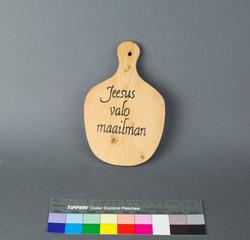 Jeesus
valo
maailman
TIFFEN Color Control Patches